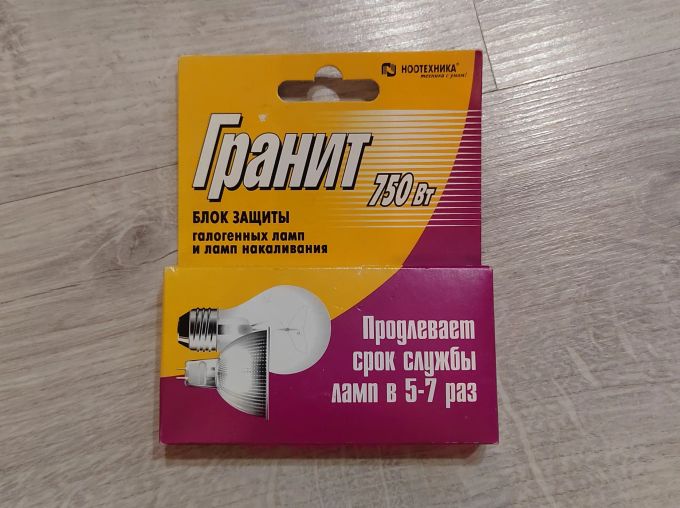 НООТЕХНИКА®
техника с умом!
Гранит
750 Вт
БЛОК ЗАЩИТЫ
галогенных ламп
и ламп накаливания
Продлевает
срок службы
ламп в 5-7 раз